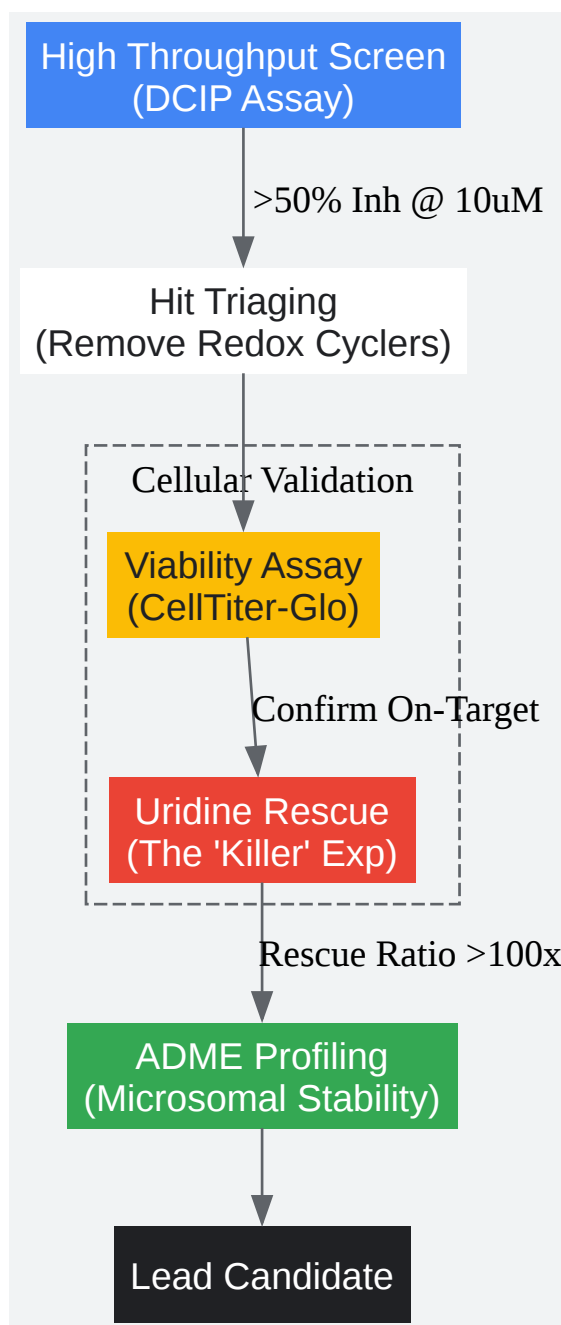 High Throughput Screen
(DCIP Assay)
>50% Inh @ 10uM
Hit Triaging
(Remove Redox Cyclers)
Cellular Validation
Viability Assay
(CellTiter-Glo)
Confirm On-Target
Uridine Rescue
(The 'Killer' Exp)
Rescue Ratio >100x
ADME Profiling
(Microsomal Stability)
Lead Candidate